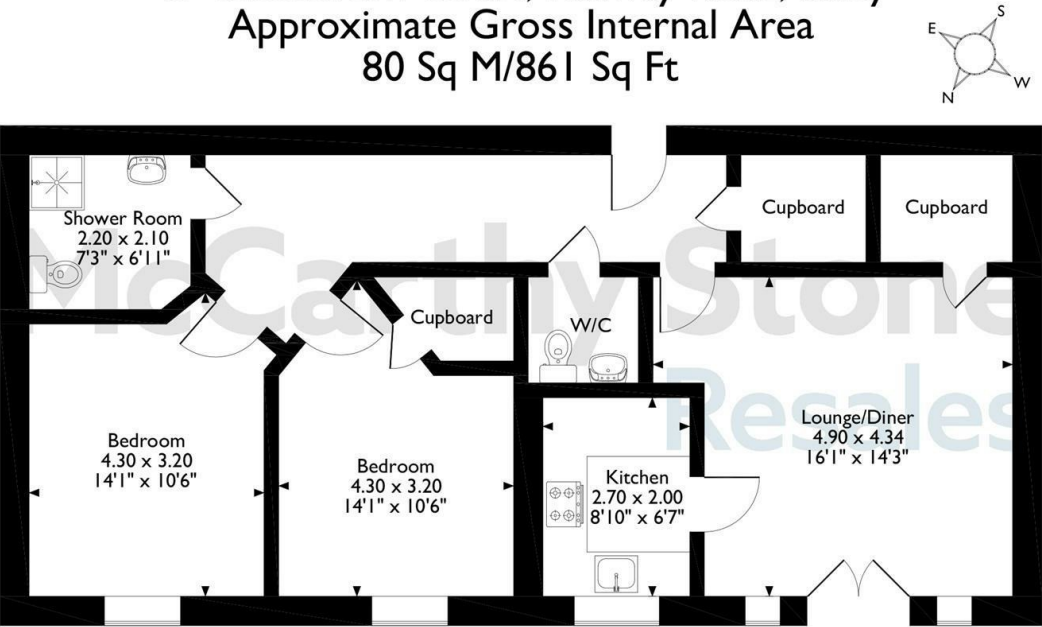 Approximate Gross Internal Area
80 Sq M/861 Sq Ft
E
S
N
W
Shower Room
2.20 x 2.10
7'3" x 6'11"
Cupboard
Cupboard
McCarthy Stone
Resales
Cupboard
W/C
Bedroom
4.30 x 3.20
14'1" x 10'6"
Bedroom
4.30 x 3.20
14'1" x 10'6"
Kitchen
2.70 x 2.00
8'10" x 6'7"
Lounge/Diner
4.90 x 4.34
16'1" x 14'3"